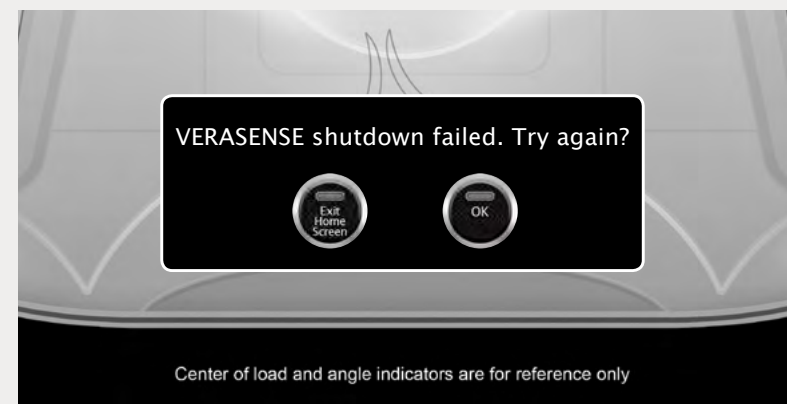 VERASENSE shutdown failed. Try again?
Exit
Home
Screen
OK
Center of load and angle indicators are for reference only